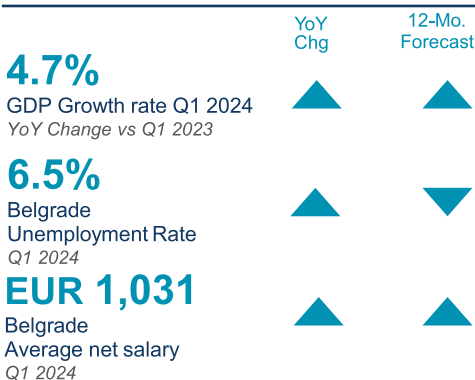 YoY
Chg
12-Mo.
Forecast
4.7%
GDP Growth rate Q1 2024
YoY Change vs Q1 2023
6.5%
Belgrade
Unemployment Rate
Q1 2024
EUR 1,031
Belgrade
Average net salary
Q1 2024